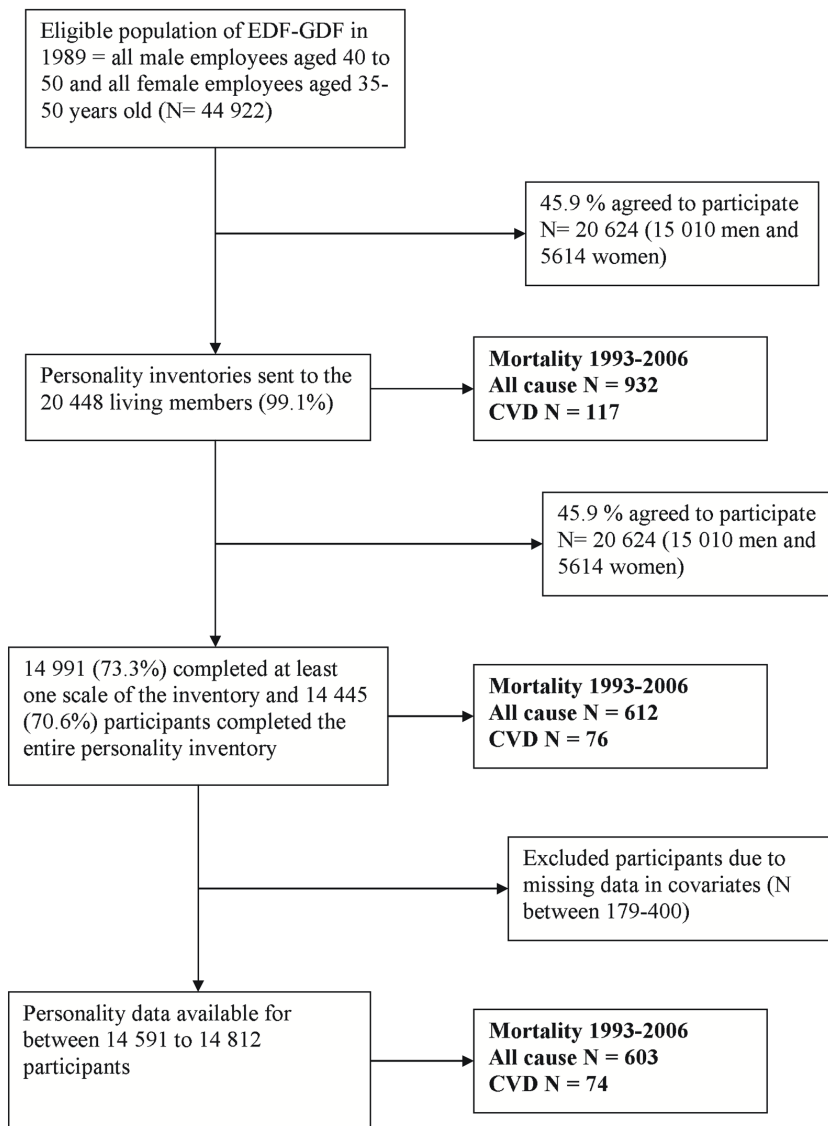 Eligible population of EDF-GDF in
1989 = all male employees aged 40 to
50 and all female employees aged 35-
50 years old (N= 44 922)
45.9 % agreed to participate
N= 20 624 (15 010 men and
5614 women)
Personality inventories sent to the
20 448 living members (99.1%)
Mortality 1993-2006
All cause N = 932
CVD N = 117
45.9 % agreed to participate
N= 20 624 (15 010 men and
5614 women)
14 991 (73.3%) completed at least
one scale of the inventory and 14 445
(70.6%) participants completed the
entire personality inventory
Mortality 1993-2006
All cause N = 612
CVD N = 76
Excluded participants due to
missing data in covariates (N
between 179-400)
Personality data available for
between 14 591 to 14 812
participants
Mortality 1993-2006
All cause N = 603
CVD N = 74